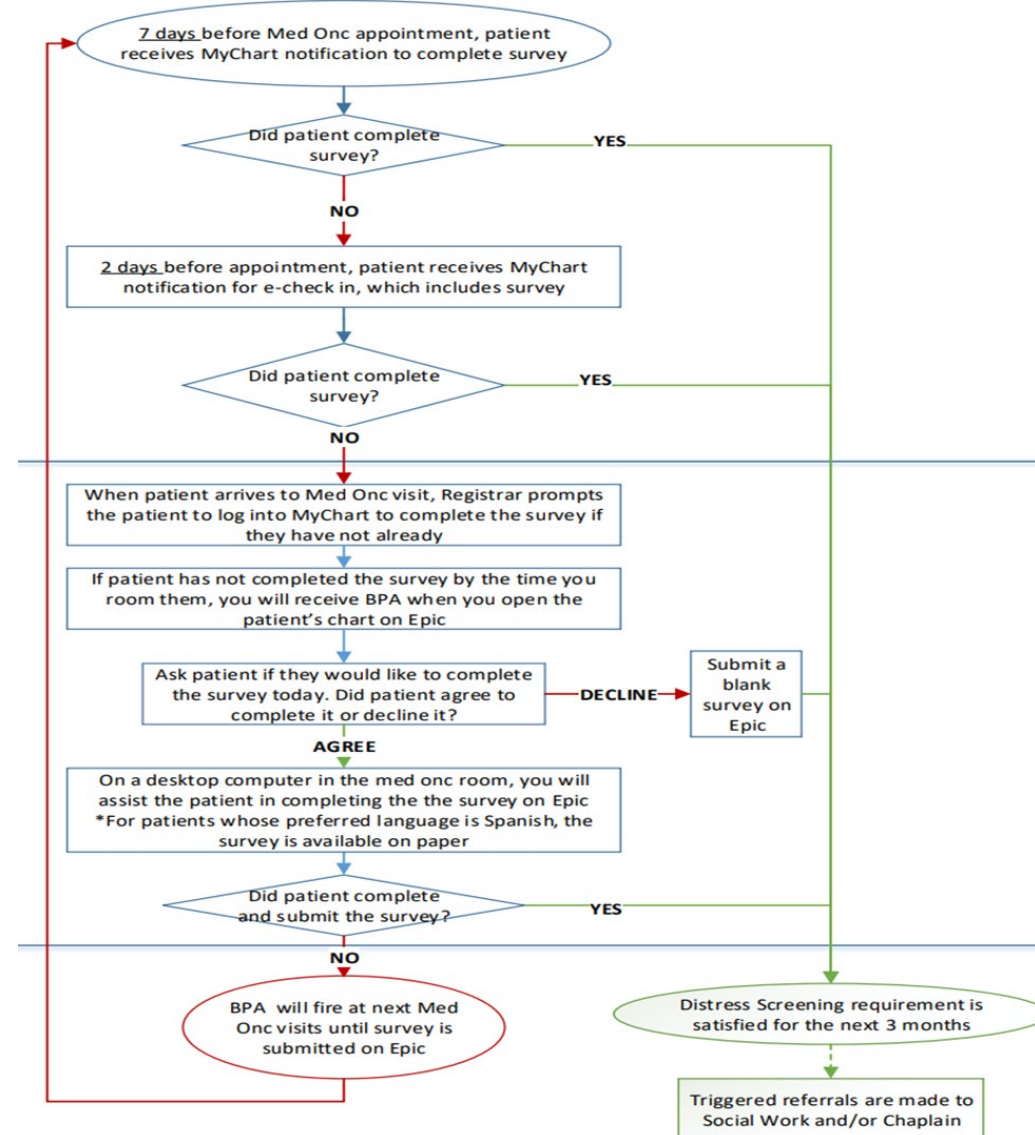 7 days before Med Onc appointment, patient
receives MyChart notification to complete survey
Did patient complete
survey?
YES
NO
2 days before appointment, patient receives MyChart
notification for e-check in, which includes survey
Did patient complete
survey?
YES
NO
When patient arrives to Med Onc visit, Registrar prompts
the patient to log into MyChart to complete the survey if
they have not already
If patient has not completed the survey by the time you
room them, you will receive BPA when you open the
patient's chart on Epic
Ask patient if they would like to complete
the survey today. Did patient agree to
complete it or decline it?
DECLINE
Submit a
blank
survey on
Epic
AGREE
On a desktop computer in the med onc room, you will
assist the patient in completing the the survey on Epic
*For patients whose preferred language is Spanish, the
survey is available on paper
Did patient complete
and submit the survey?
YES
NO
BPA will fire at next Med
Onc visits until survey is
submitted on Epic
Distress Screening requirement is
satisfied for the next 3 months
Triggered referrals are made to
Social Work and/or Chaplain